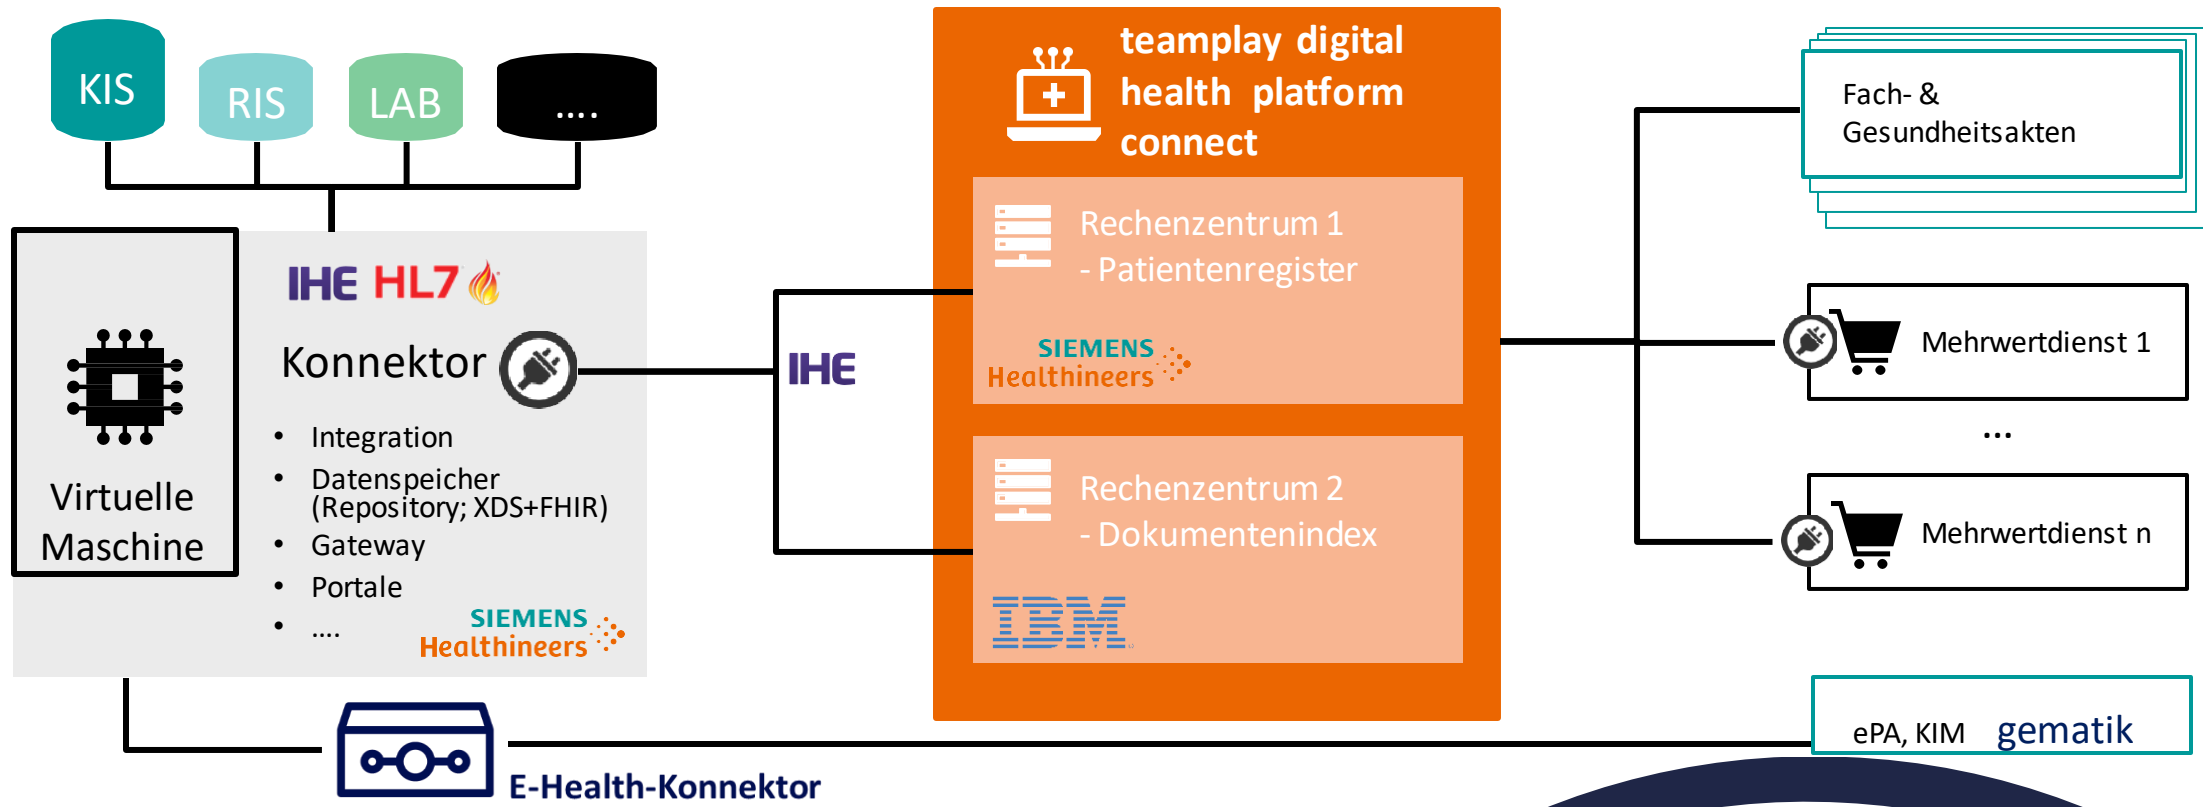 KIS
RIS
LAB
....
IHE HL7
Konnektor
Virtuelle
Maschine
• Integration
• Datenspeicher
(Repository; XDS+FHIR)
• Gateway
• Portale
• ....
SIEMENS
Healthineers
E-Health-Konnektor
IHE
teamplay digital
health platform
connect
Rechenzentrum 1
- Patientenregister
SIEMENS
Healthineers
Rechenzentrum 2
- Dokumentenindex
IBM
Fach- &
Gesundheitsakten
Mehrwertdienst 1
...
Mehrwertdienst n
ePA, KIM gematik